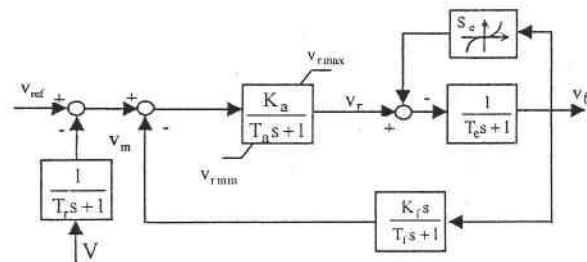 S_e
v_ref
+
-
+
-
v_m
v_rmax
K_a
T_a s+1
v_rmin
v_r
+
-
1
T_e s+1
v_f
1
T_r s+1
V
K_f s
T_f s+1